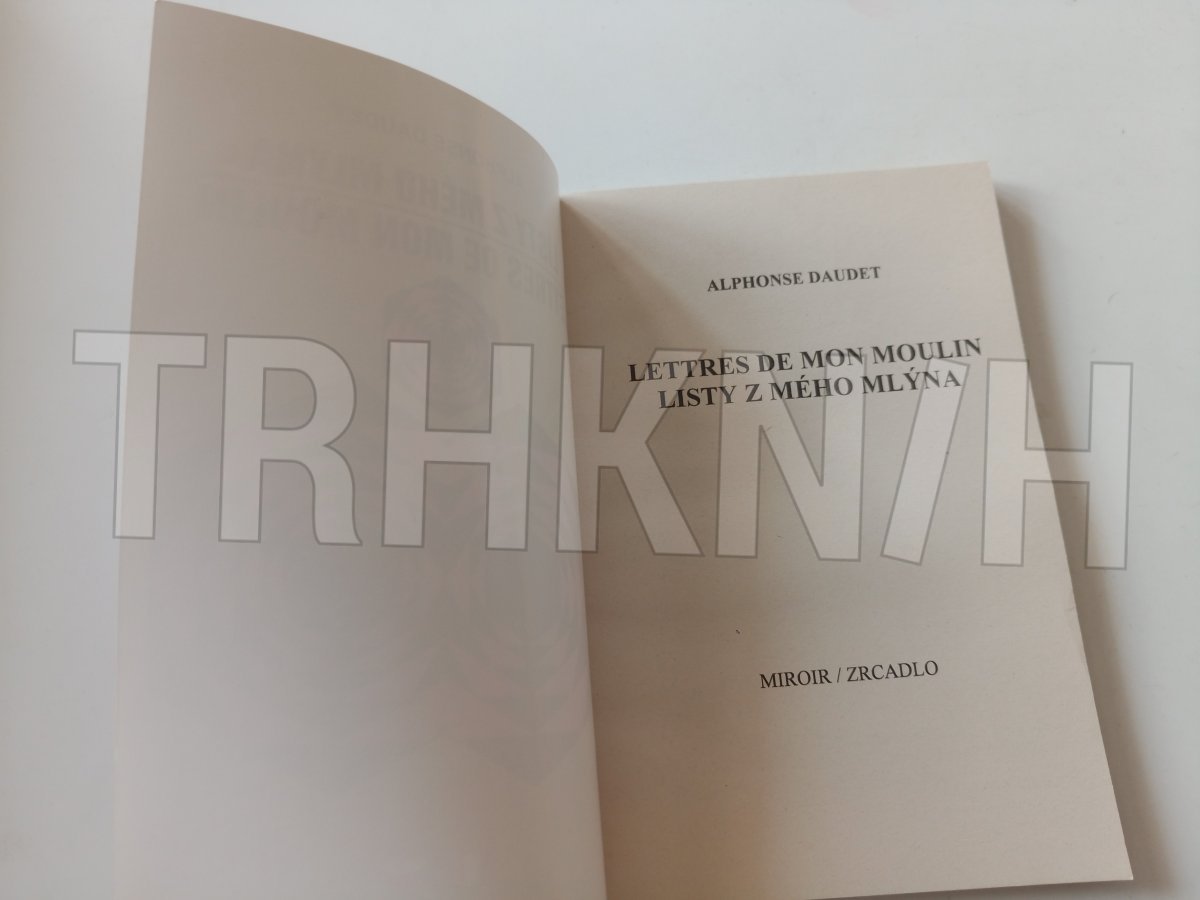 ALPHONSE DAUDET
LETTRES DE MON MOULIN
LISTY Z MÉHO MLÝNA
TRHKNIH
MIROIR / ZRCADLO